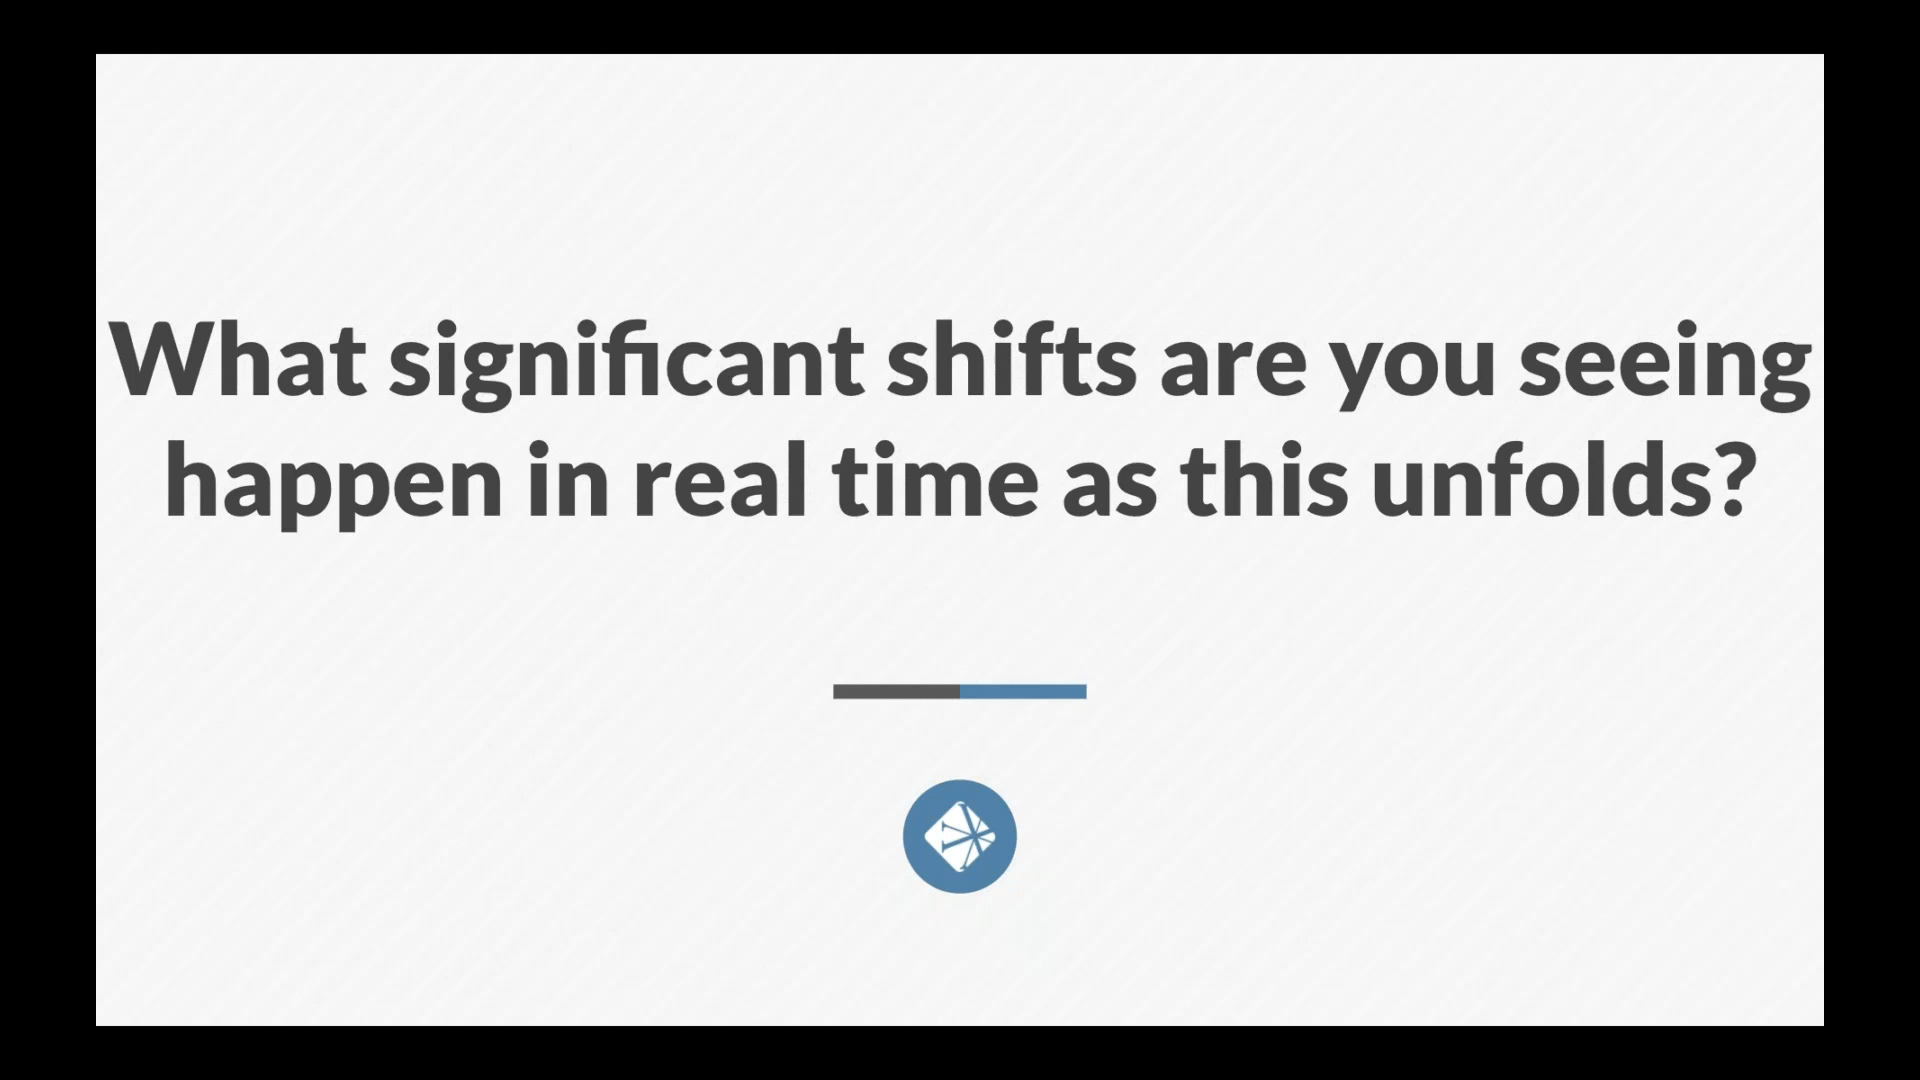 What significant shifts are you seeing
happen in real time as this unfolds?